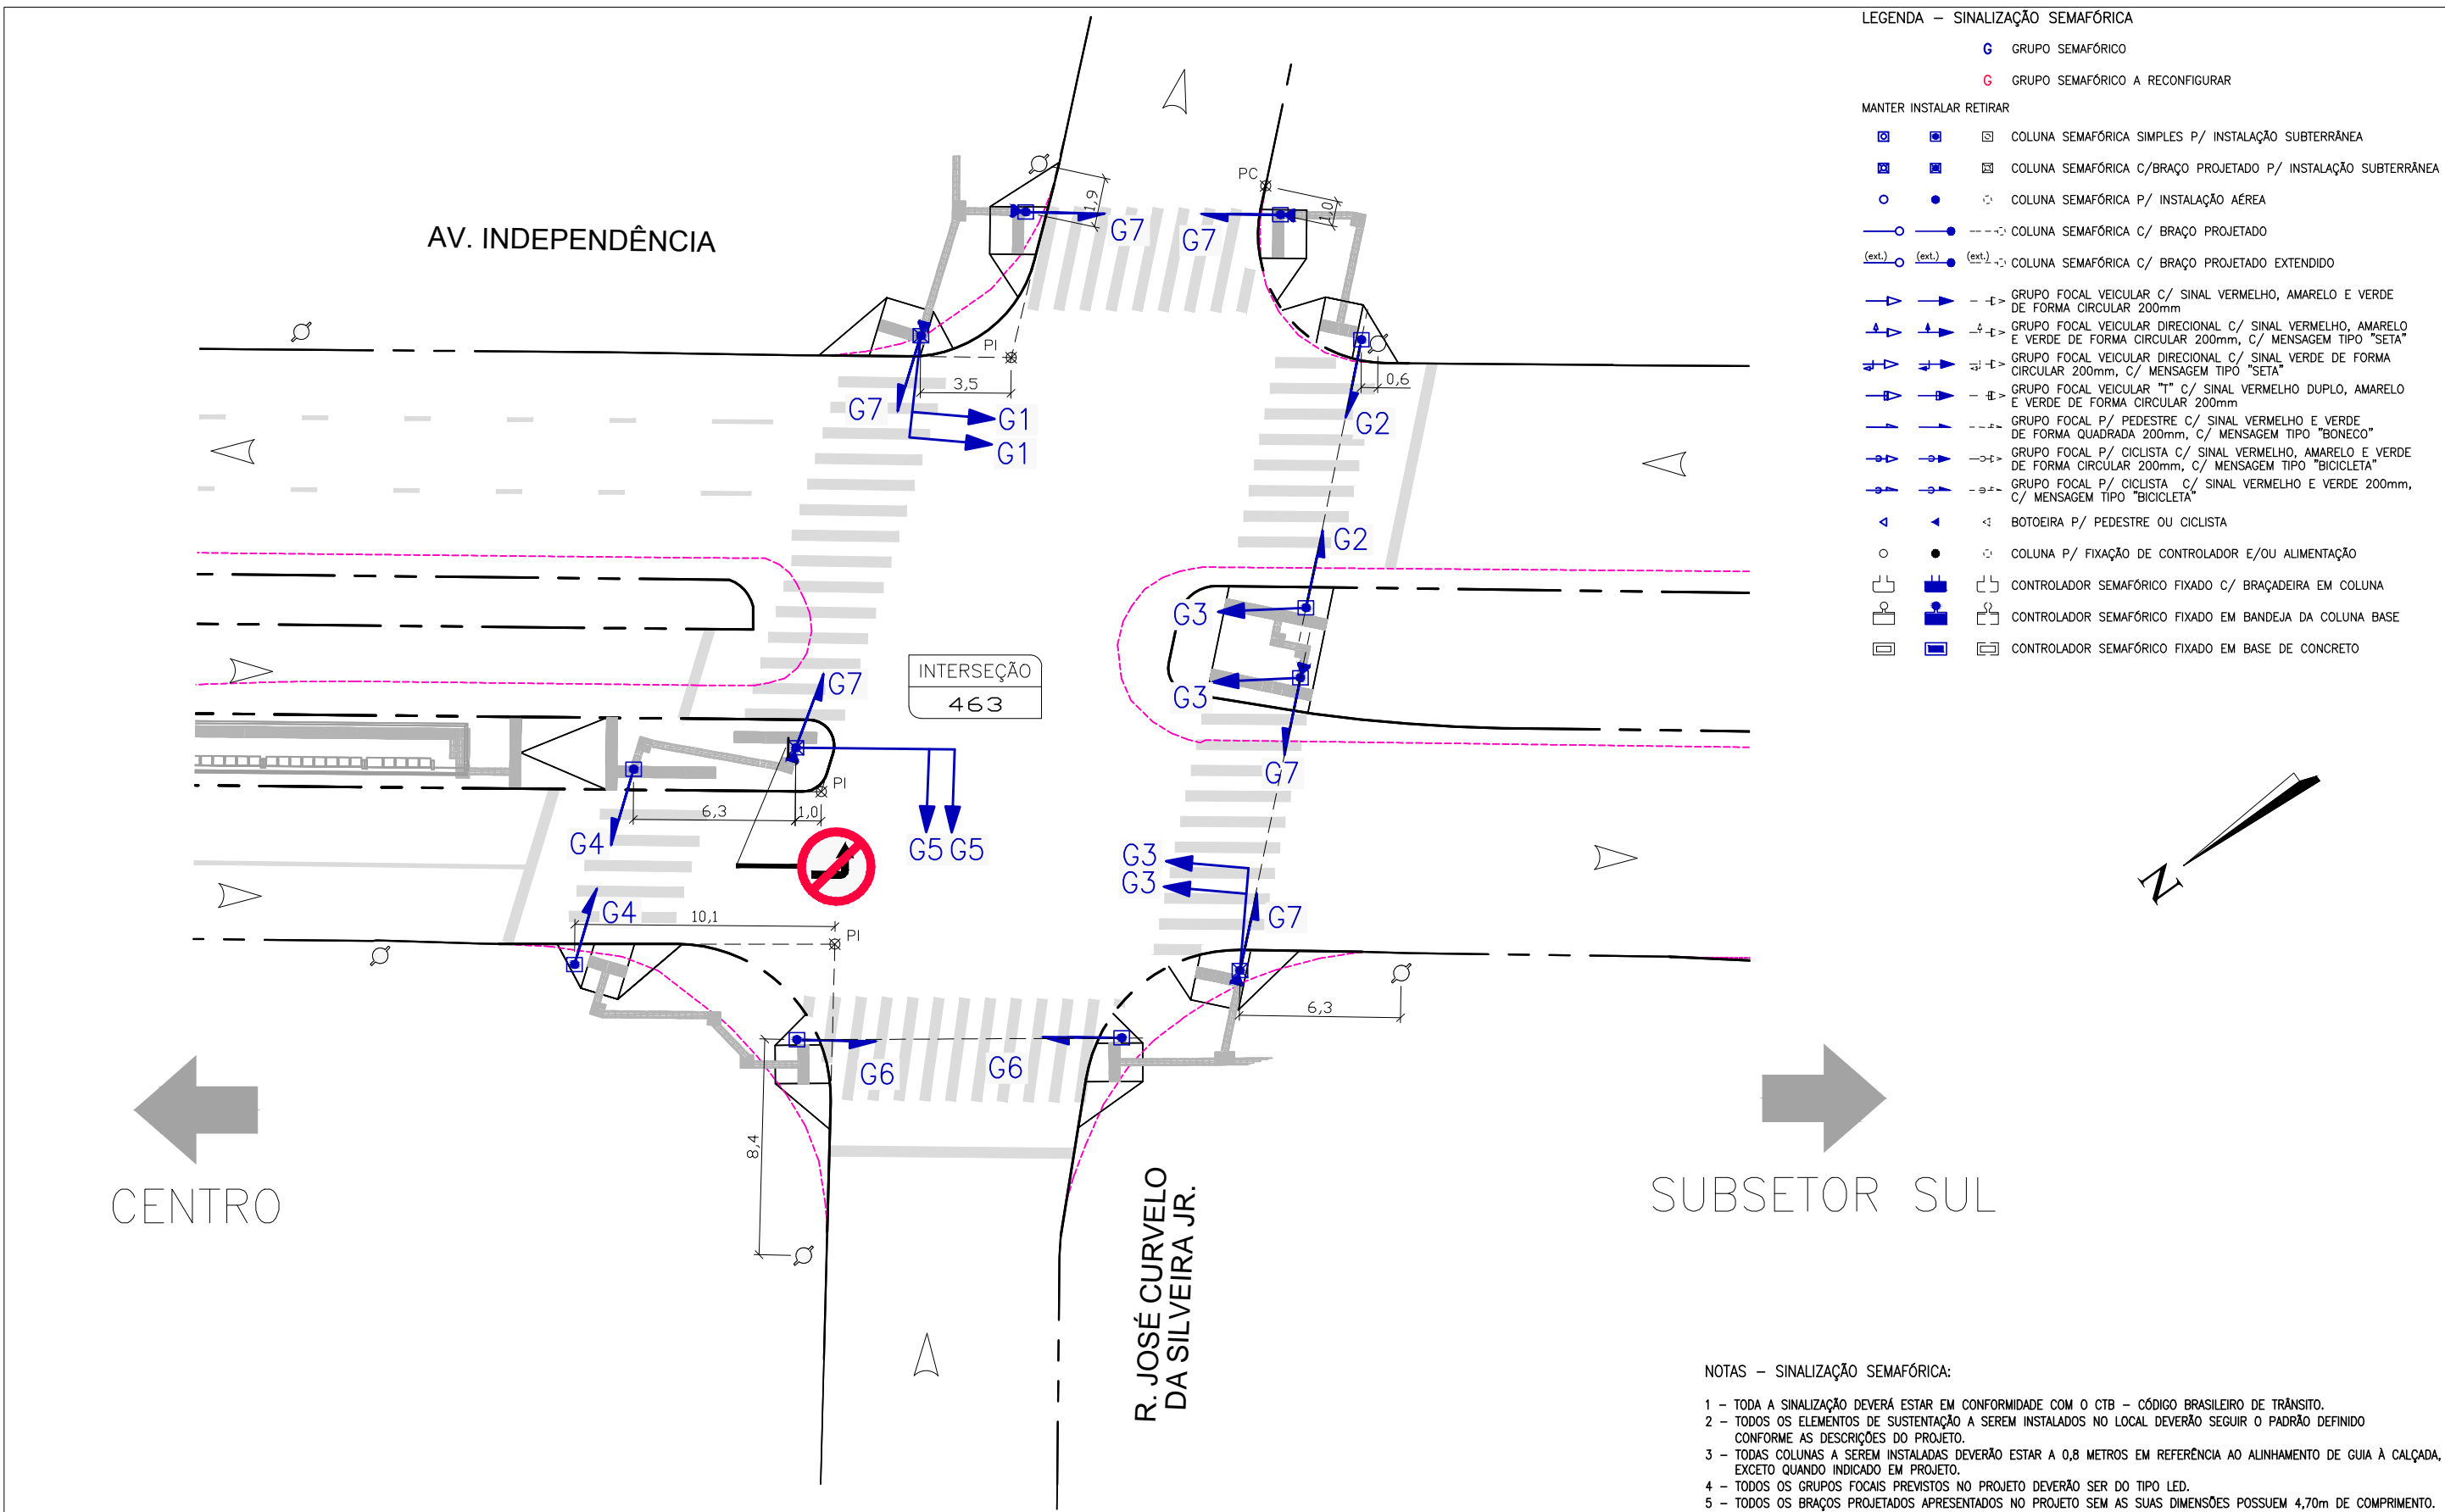 LEGENDA – SINALIZAÇÃO SEMAFÓRICA
G GRUPO SEMAFÓRICO
G GRUPO SEMAFÓRICO A RECONFIGURAR
MANTER INSTALAR RETIRAR
COLUNA SEMAFÓRICA SIMPLES P/ INSTALAÇÃO SUBTERRÂNEA
COLUNA SEMAFÓRICA C/BRAÇO PROJETADO P/ INSTALAÇÃO SUBTERRÂNEA
COLUNA SEMAFÓRICA P/ INSTALAÇÃO AÉREA
COLUNA SEMAFÓRICA C/ BRAÇO PROJETADO
(ext.) (ext.) (ext.) COLUNA SEMAFÓRICA C/ BRAÇO PROJETADO EXTENDIDO
GRUPO FOCAL VEICULAR C/ SINAL VERMELHO, AMARELO E VERDE
DE FORMA CIRCULAR 200mm
GRUPO FOCAL VEICULAR DIRECIONAL C/ SINAL VERMELHO, AMARELO
E VERDE DE FORMA CIRCULAR 200mm, C/ MENSAGEM TIPO "SETA"
GRUPO FOCAL VEICULAR DIRECIONAL C/ SINAL VERDE DE FORMA
CIRCULAR 200mm, C/ MENSAGEM TIPO "SETA"
GRUPO FOCAL VEICULAR "T" C/ SINAL VERMELHO DUPLO, AMARELO
E VERDE DE FORMA CIRCULAR 200mm
GRUPO FOCAL P/ PEDESTRE C/ SINAL VERMELHO E VERDE
DE FORMA QUADRADA 200mm, C/ MENSAGEM TIPO "BONECO"
GRUPO FOCAL P/ CICLISTA C/ SINAL VERMELHO, AMARELO E VERDE
DE FORMA CIRCULAR 200mm, C/ MENSAGEM TIPO "BICICLETA"
GRUPO FOCAL P/ CICLISTA C/ SINAL VERMELHO E VERDE 200mm,
C/ MENSAGEM TIPO "BICICLETA"
BOTOEIRA P/ PEDESTRE OU CICLISTA
COLUNA P/ FIXAÇÃO DE CONTROLADOR E/OU ALIMENTAÇÃO
CONTROLADOR SEMAFÓRICO FIXADO C/ BRAÇADEIRA EM COLUNA
CONTROLADOR SEMAFÓRICO FIXADO EM BANDEJA DA COLUNA BASE
CONTROLADOR SEMAFÓRICO FIXADO EM BASE DE CONCRETO
AV. INDEPENDÊNCIA
PC
1,9
1,0
G7
G7
PI
3,5
0,6
G7
G1
G2
G1
G2
G3
INTERSEÇÃO
463
G7
G3
G7
PI
6,3
1,0
G4
G5
G5
G3
G3
G4
10,1
G7
PI
6,3
G6
G6
8,4
CENTRO
SUBSETOR SUL
R. JOSÉ CURVELO
DA SILVEIRA JR.
N
NOTAS – SINALIZAÇÃO SEMAFÓRICA:
1 – TODA A SINALIZAÇÃO DEVERÁ ESTAR EM CONFORMIDADE COM O CTB – CÓDIGO BRASILEIRO DE TRÂNSITO.
2 – TODOS OS ELEMENTOS DE SUSTENTAÇÃO A SEREM INSTALADOS NO LOCAL DEVERÃO SEGUIR O PADRÃO DEFINIDO
CONFORME AS DESCRIÇÕES DO PROJETO.
3 – TODAS COLUNAS A SEREM INSTALADAS DEVERÃO ESTAR A 0,8 METROS EM REFERÊNCIA AO ALINHAMENTO DE GUIA À CALÇADA,
EXCETO QUANDO INDICADO EM PROJETO.
4 – TODOS OS GRUPOS FOCAIS PREVISTOS NO PROJETO DEVERÃO SER DO TIPO LED.
5 – TODOS OS BRAÇOS PROJETADOS APRESENTADOS NO PROJETO SEM AS SUAS DIMENSÕES POSSUEM 4,70m DE COMPRIMENTO.